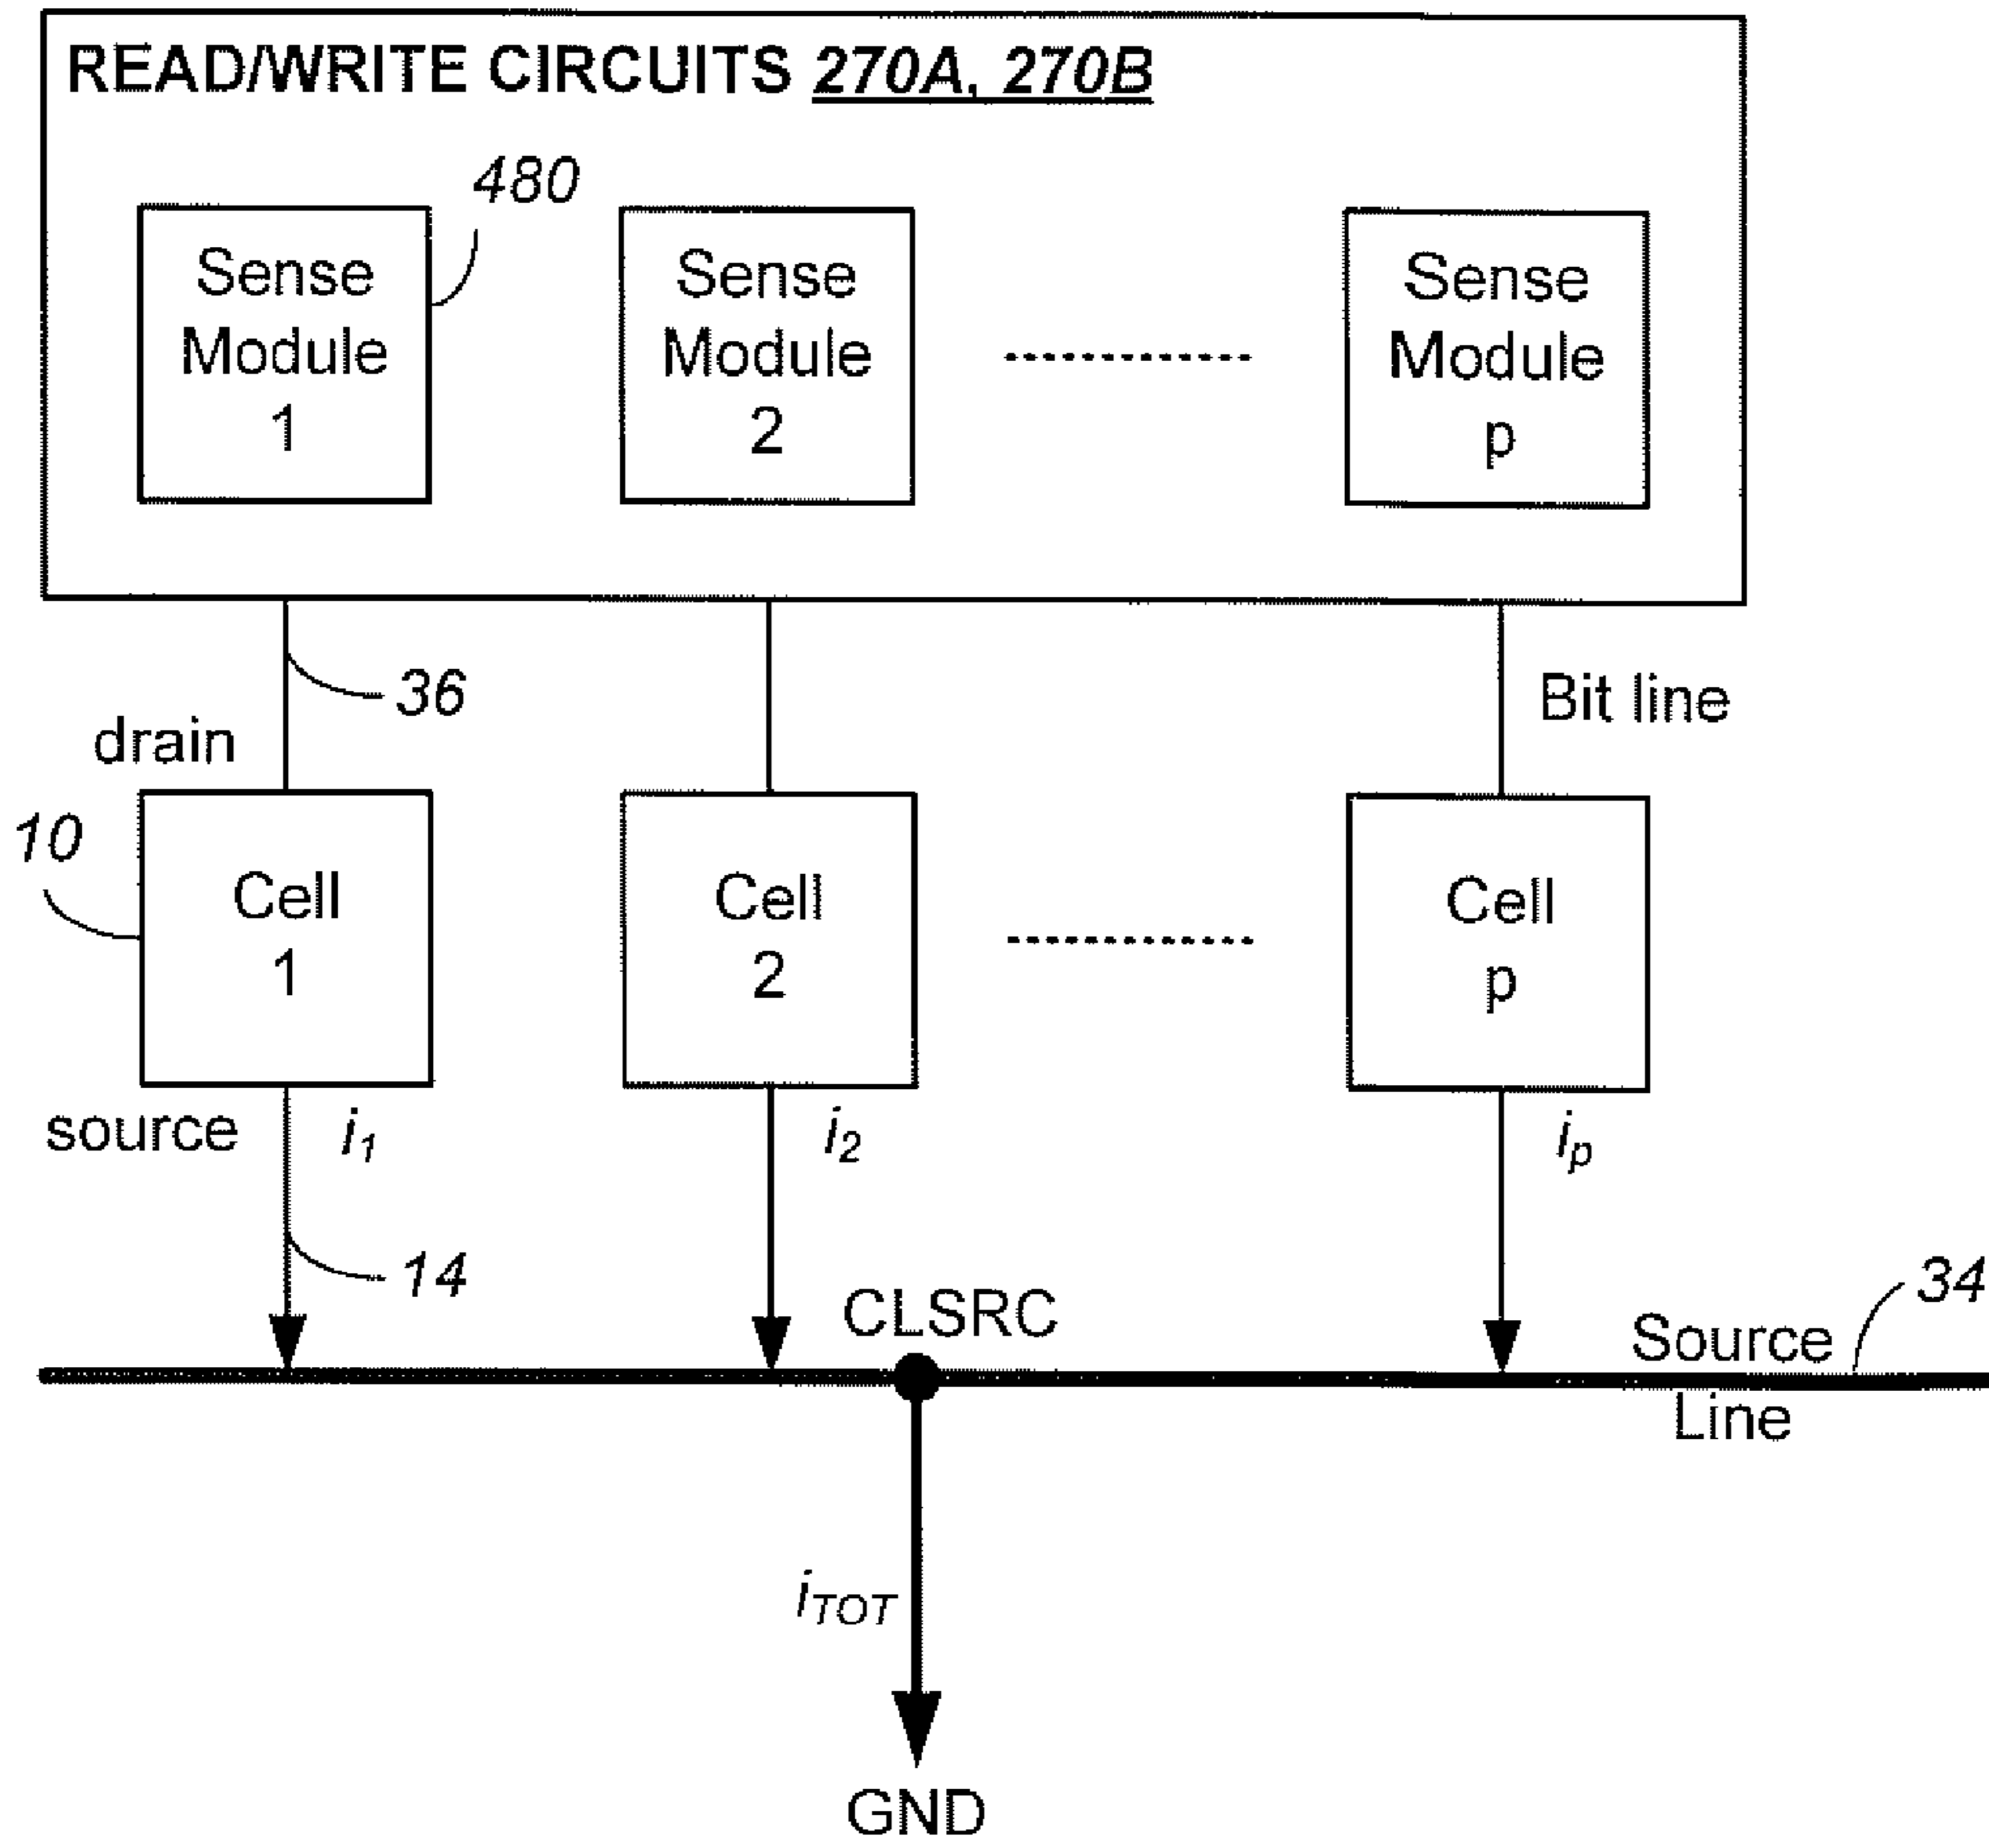 READ/WRITE CIRCUITS 270A, 270B
480
Sense
Module
1
Sense
Module
2
Sense
Module
p
36
Bit line
drain
10
Cell
1
Cell
2
Cell
p
source
i1
i2
ip
14
CLSRC
34
Source
Line
iTOT
GND